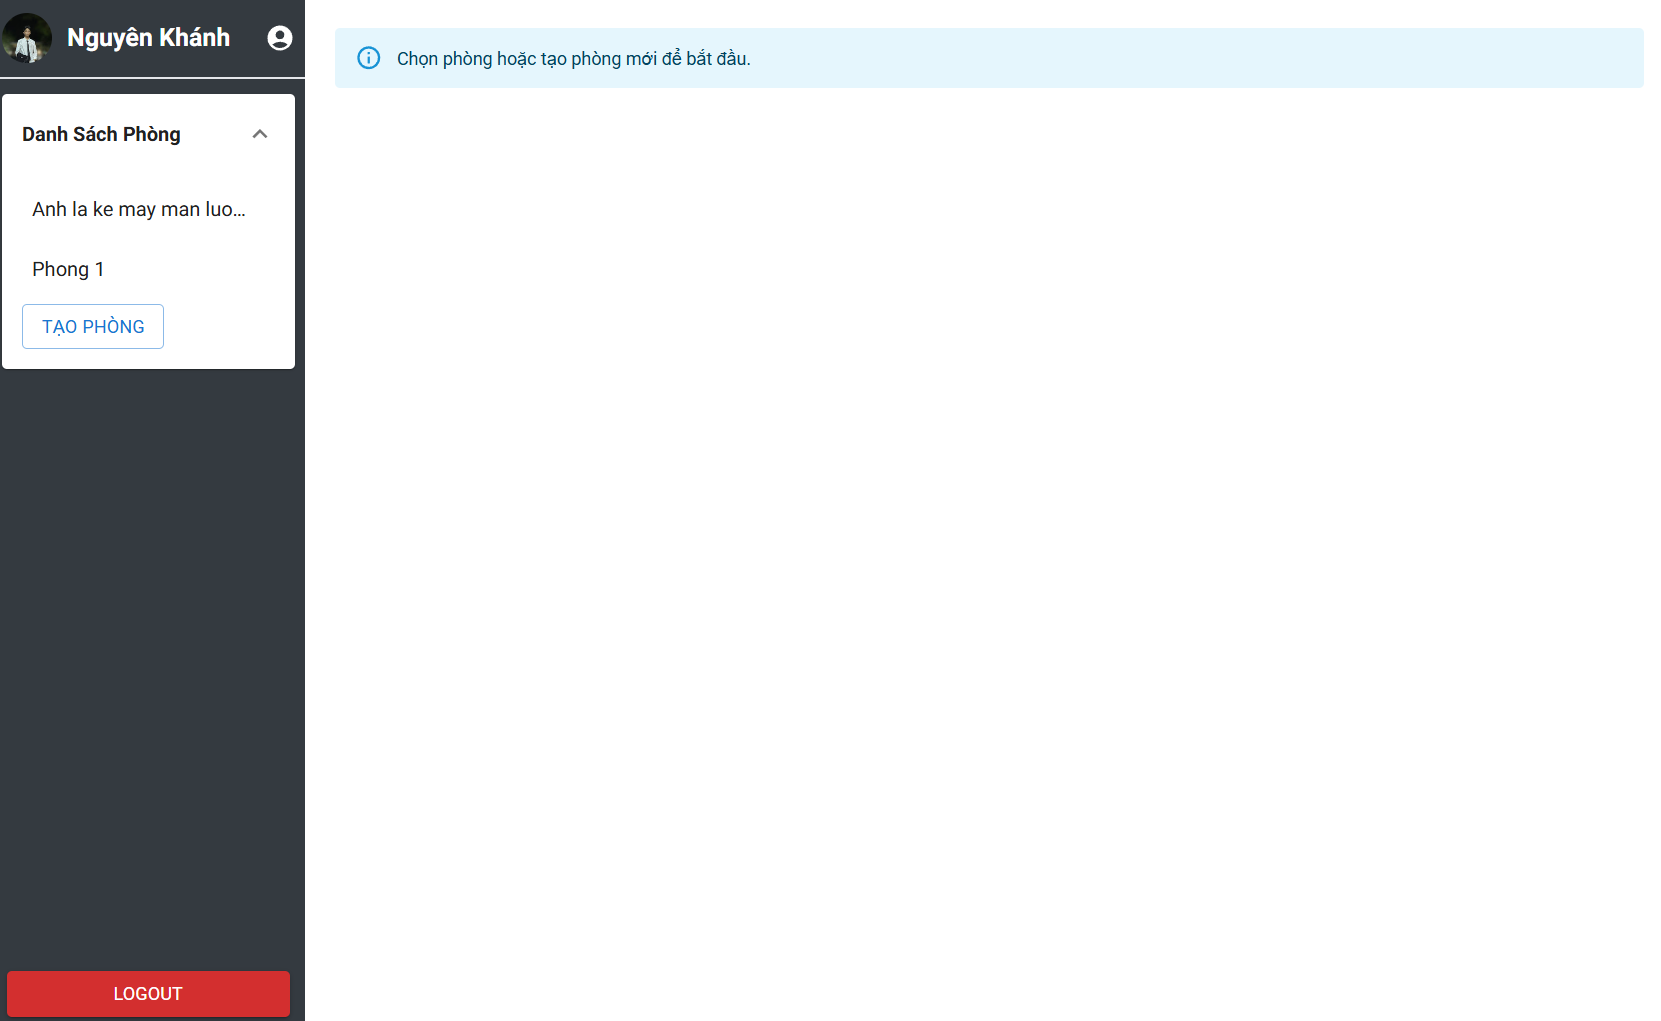 Nguyên Khánh
Chọn phòng hoặc tạo phòng mới để bắt đầu.
Danh Sách Phòng
Anh la ke may man luo...
Phong 1
TẠO PHÒNG
LOGOUT